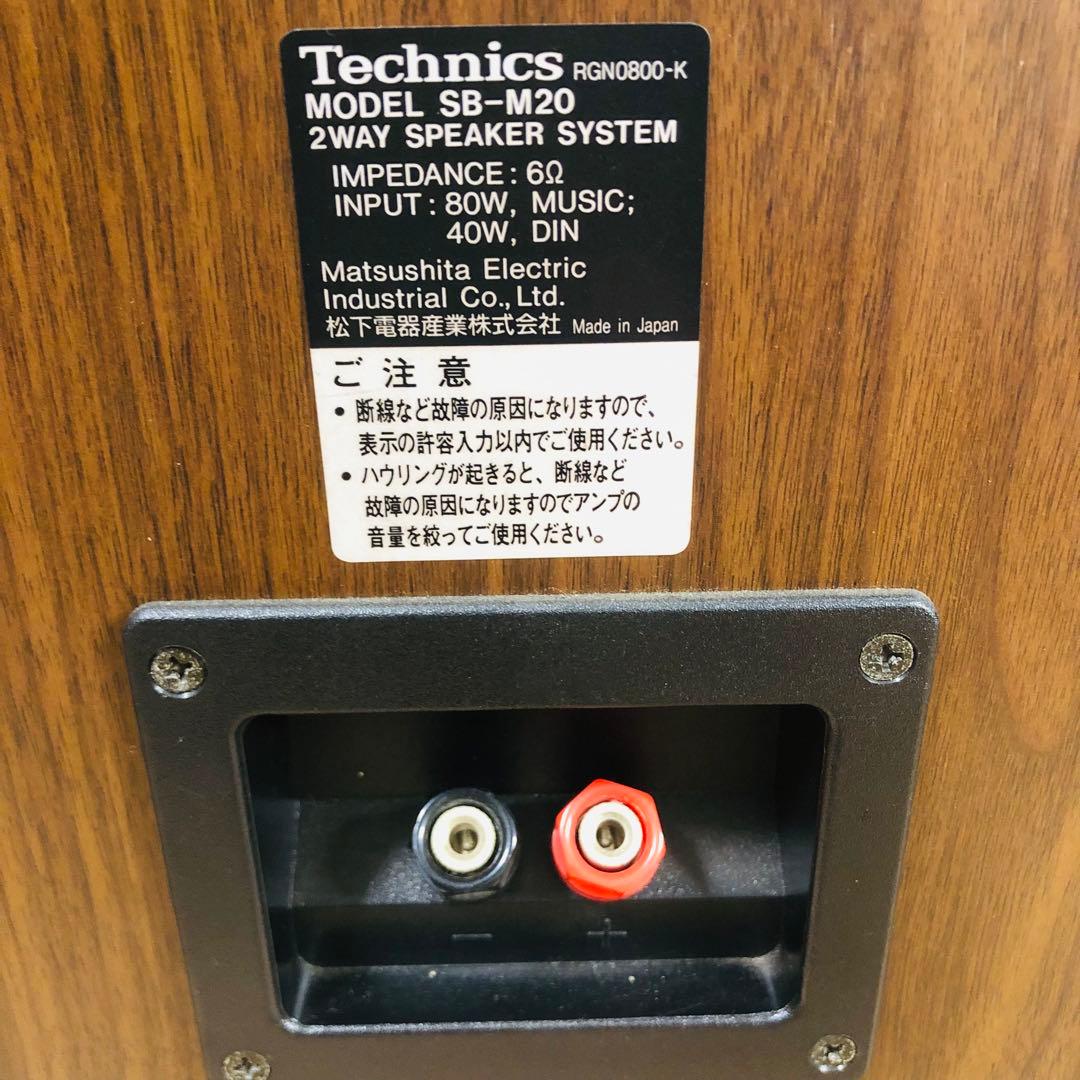 Technics RGN0800-K
MODEL SB-M20
2WAY SPEAKER SYSTEM
IMPEDANCE: 6Ω
INPUT: 80W, MUSIC;
40W, DIN
Matsushita Electric
Industrial Co., Ltd.
松下電器産業株式会社 Made in Japan
ご注意
• 断線など故障の原因になりますので、
表示の許容入力以内でご使用ください。
• ハウリングが起きると、断線など
故障の原因になりますのでアンプの
音量を絞ってご使用ください。
− +